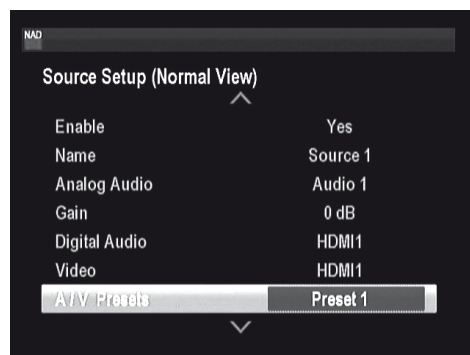 NAD
Source Setup (Normal View)
Enable Yes
Name Source 1
Analog Audio Audio 1
Gain 0 dB
Digital Audio HDMI1
Video HDMI1
A/V Presets Preset 1